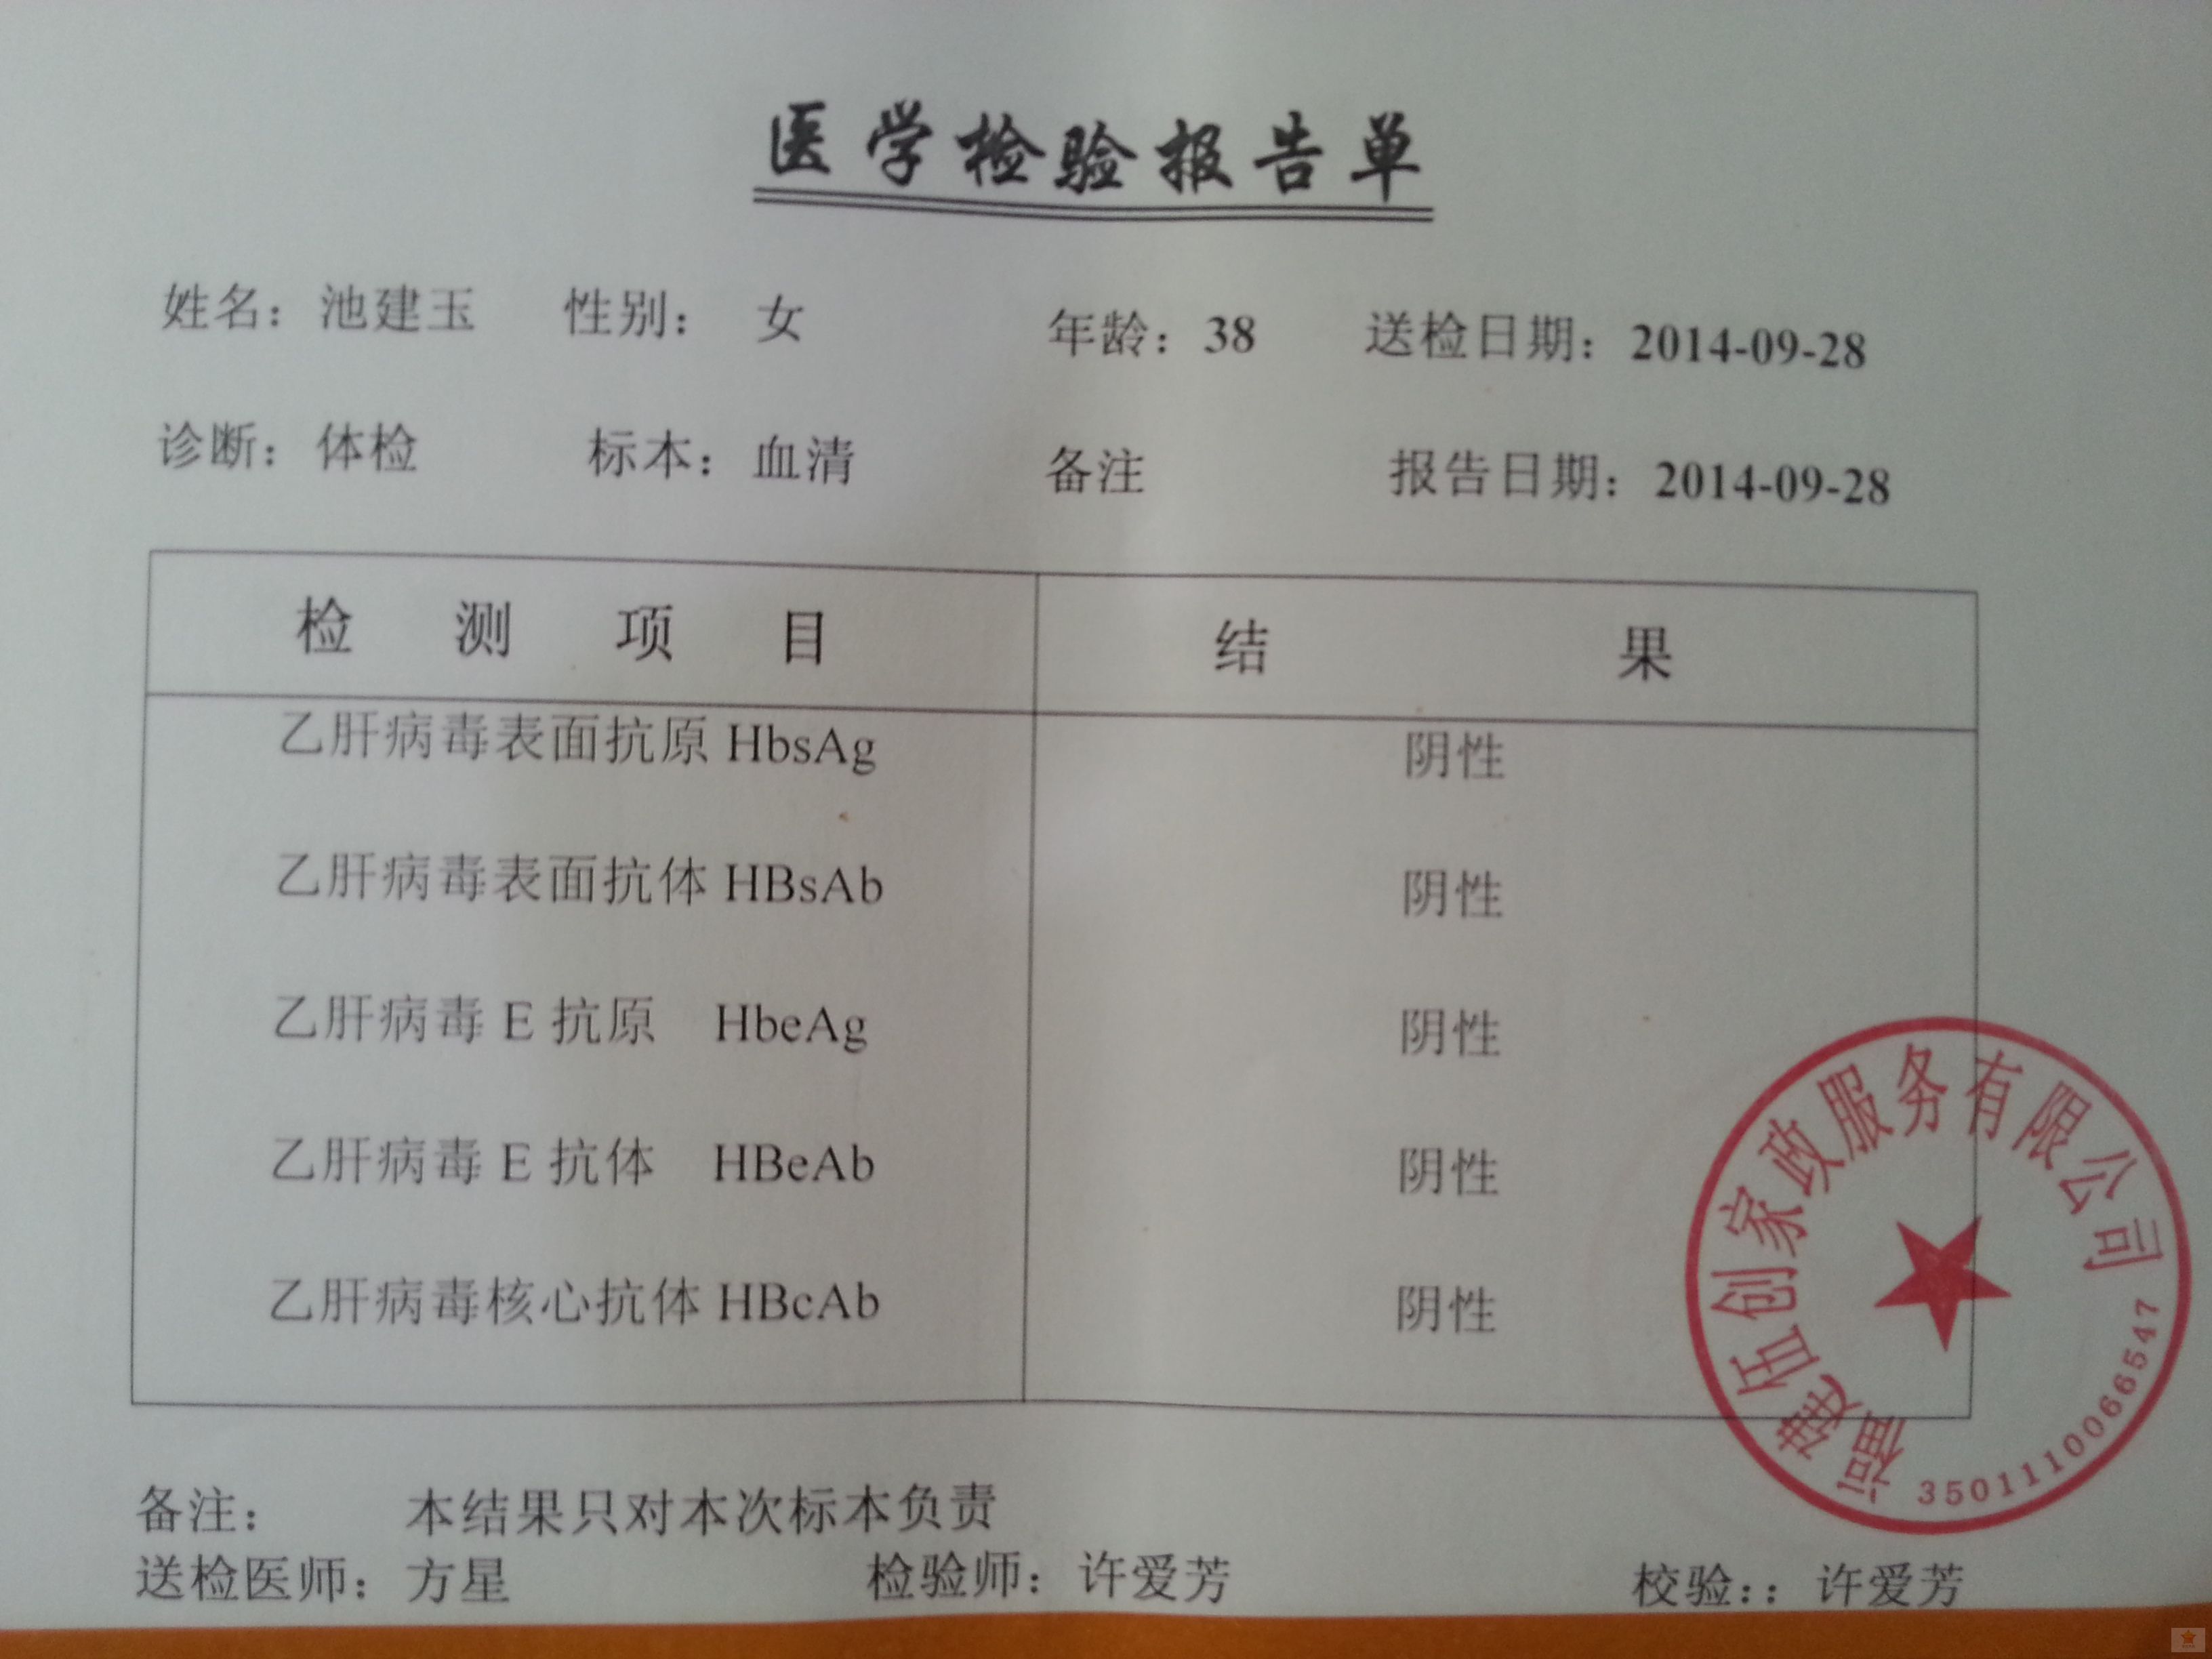 医学检验报告单
姓名：池建玉 性别： 女 年龄：38 送检日期：2014-09-28
诊断：体检 标本：血清 备注 报告日期：2014-09-28
检 测 项 目 结 果
乙肝病毒表面抗原 HbsAg 阴性
乙肝病毒表面抗体 HBsAb 阴性
乙肝病毒 E 抗原 HbeAg 阴性
乙肝病毒 E 抗体 HBeAb 阴性
乙肝病毒核心抗体 HBcAb 阴性
福建伍创家政服务有限公司
3501110066547
备注： 本结果只对本次标本负责
送检医师：方星 检验师：许爱芳 校验：：许爱芳